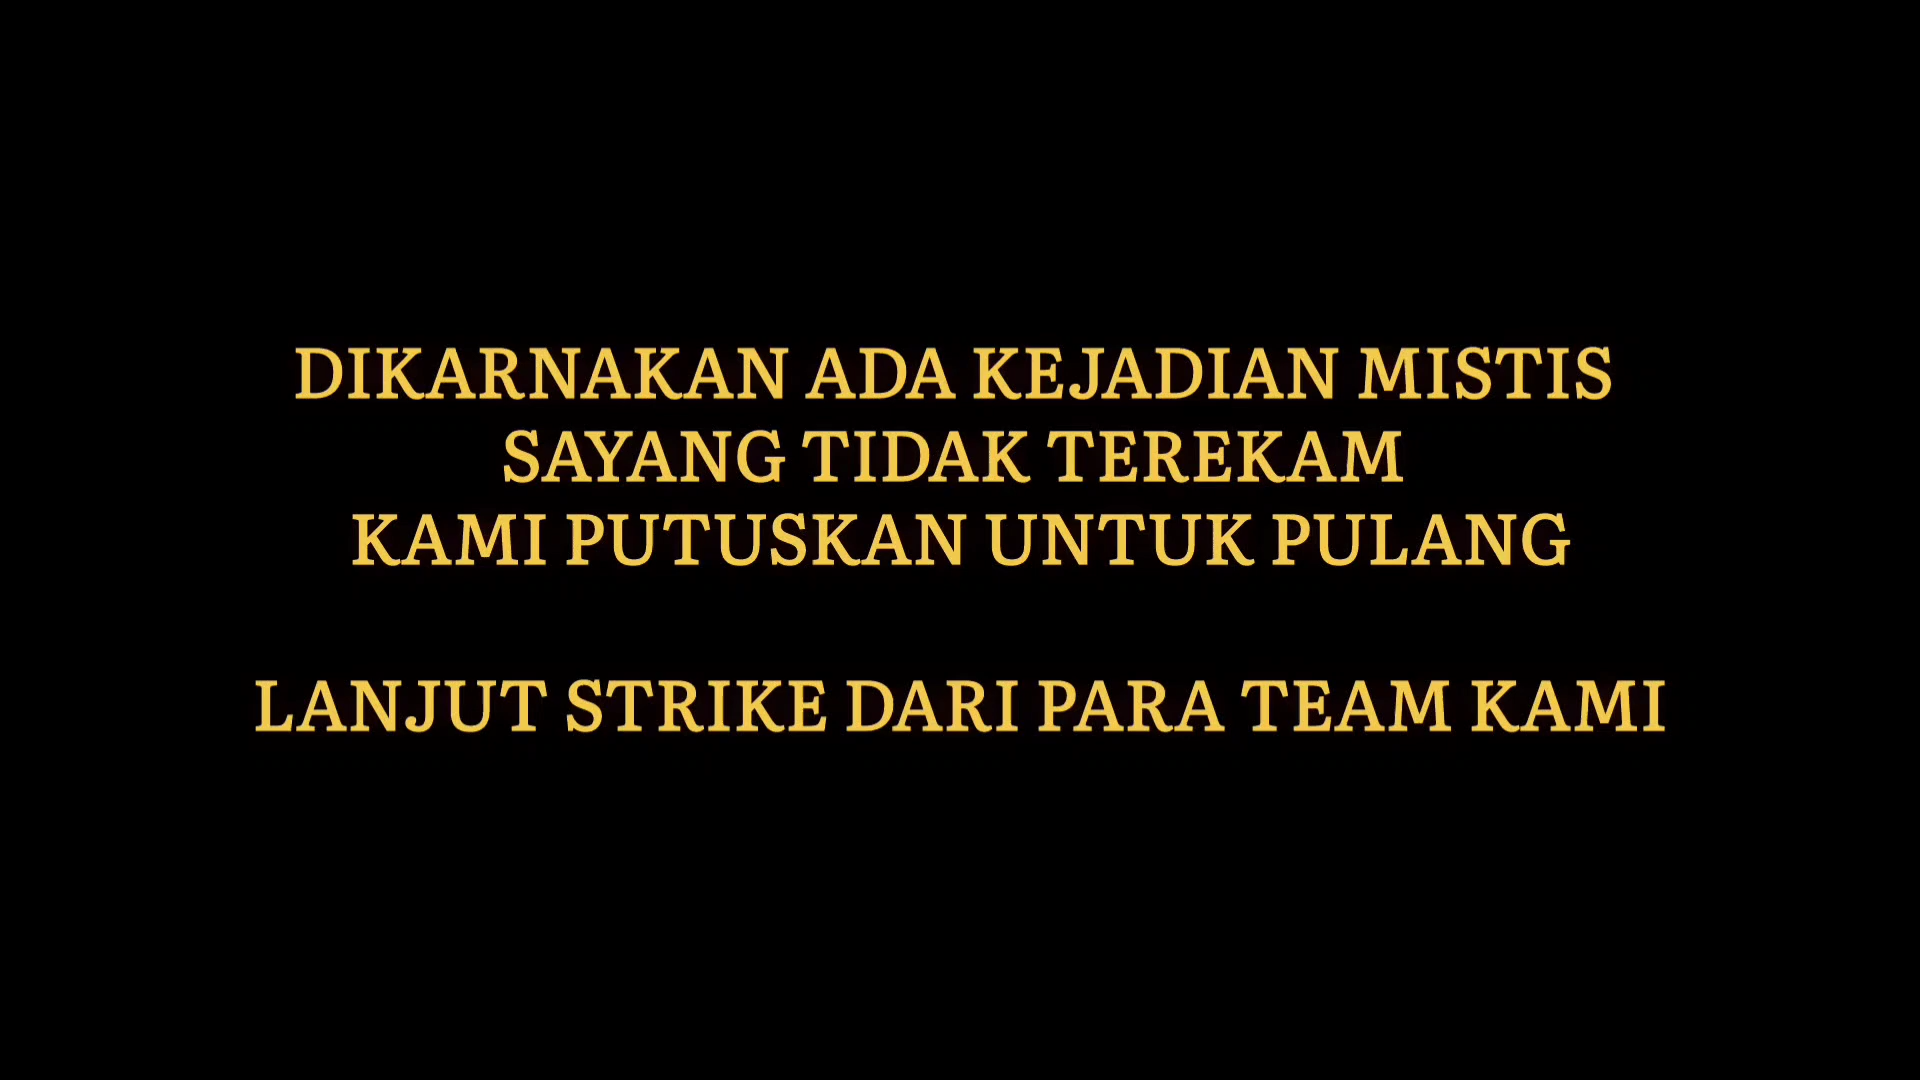 DIKARNAKAN ADA KEJADIAN MISTIS
SAYANG TIDAK TEREKAM
KAMI PUTUSKAN UNTUK PULANG
LANJUT STRIKE DARI PARA TEAM KAMI